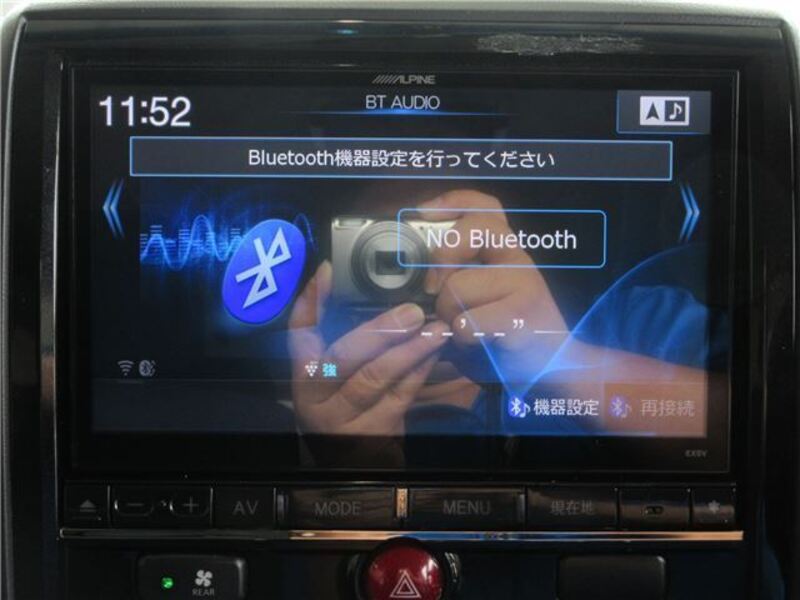 ALPINE
BT AUDIO
11:52
Bluetooth機器設定を行ってください
NO Bluetooth
--'--"
強
機器設定 再接続
EX9V
− + AV MODE MENU 現在地
REAR